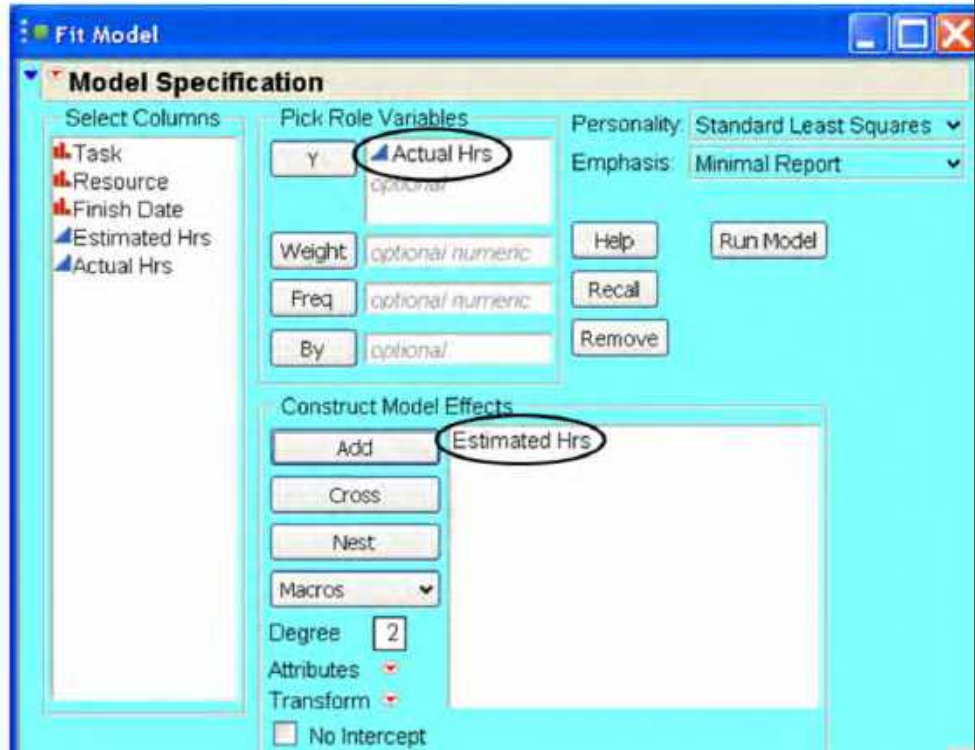 Fit Model
Model Specification
Select Columns
Task
Resource
Finish Date
Estimated Hrs
Actual Hrs
Pick Role Variables
Y
Actual Hrs
optional
Weight
optional numeric
Freq
optional numeric
By
optional
Personality: Standard Least Squares
Emphasis: Minimal Report
Help
Run Model
Recall
Remove
Construct Model Effects
Add
Estimated Hrs
Cross
Nest
Macros
Degree 2
Attributes
Transform
No Intercept